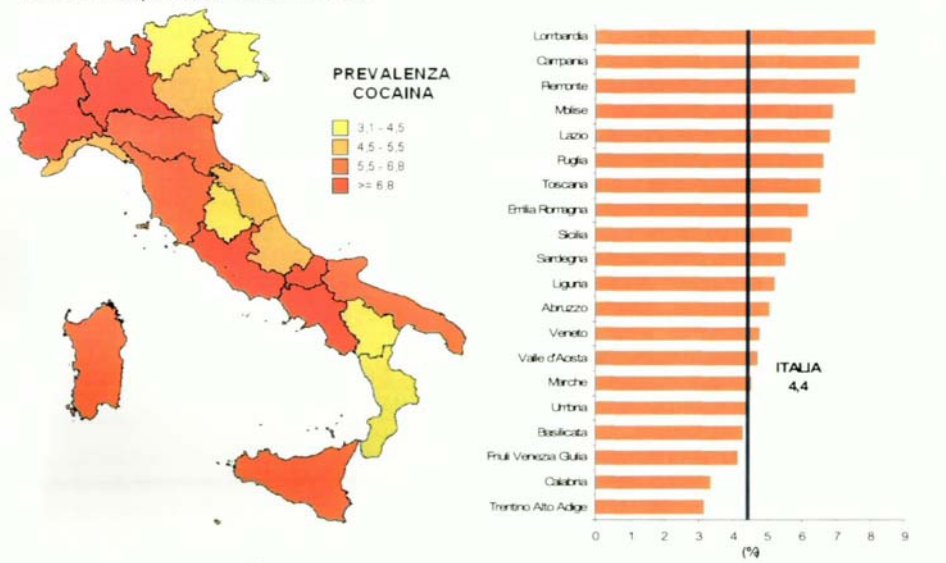 PREVALENZA
COCAINA
3,1 - 4,5
4,5 - 5,5
5,5 - 6,8
>= 6,8
Lombardia
Campania
Piemonte
Molise
Lazio
Puglia
Toscana
Emilia Romagna
Sicilia
Sardegna
Liguria
Abruzzo
Veneto
Valle d'Aosta
Marche
Umbria
Basilicata
Friuli Venezia Giulia
Calabria
Trentino Alto Adige
ITALIA
4,4
0 1 2 3 4 5 6 7 8 9
(%)